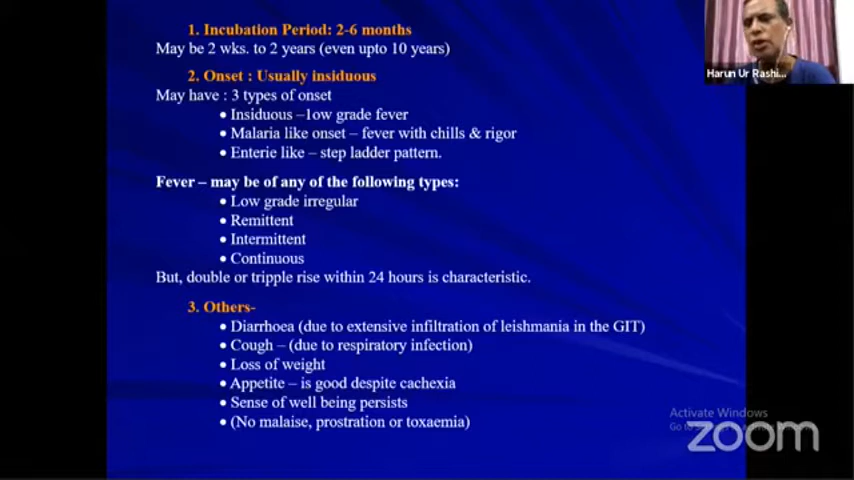 1. Incubation Period: 2-6 months
May be 2 wks. to 2 years (even upto 10 years)
2. Onset : Usually insiduous
May have : 3 types of onset
• Insiduous –low grade fever
• Malaria like onset – fever with chills & rigor
• Enterie like – step ladder pattern.
Fever – may be of any of the following types:
• Low grade irregular
• Remittent
• Intermittent
• Continuous
But, double or tripple rise within 24 hours is characteristic.
3. Others-
• Diarrhoea (due to extensive infiltration of leishmania in the GIT)
• Cough – (due to respiratory infection)
• Loss of weight
• Appetite – is good despite cachexia
• Sense of well being persists
• (No malaise, prostration or toxaemia)
Harun Ur Rashi...
Activate Windows
Go to
zoom